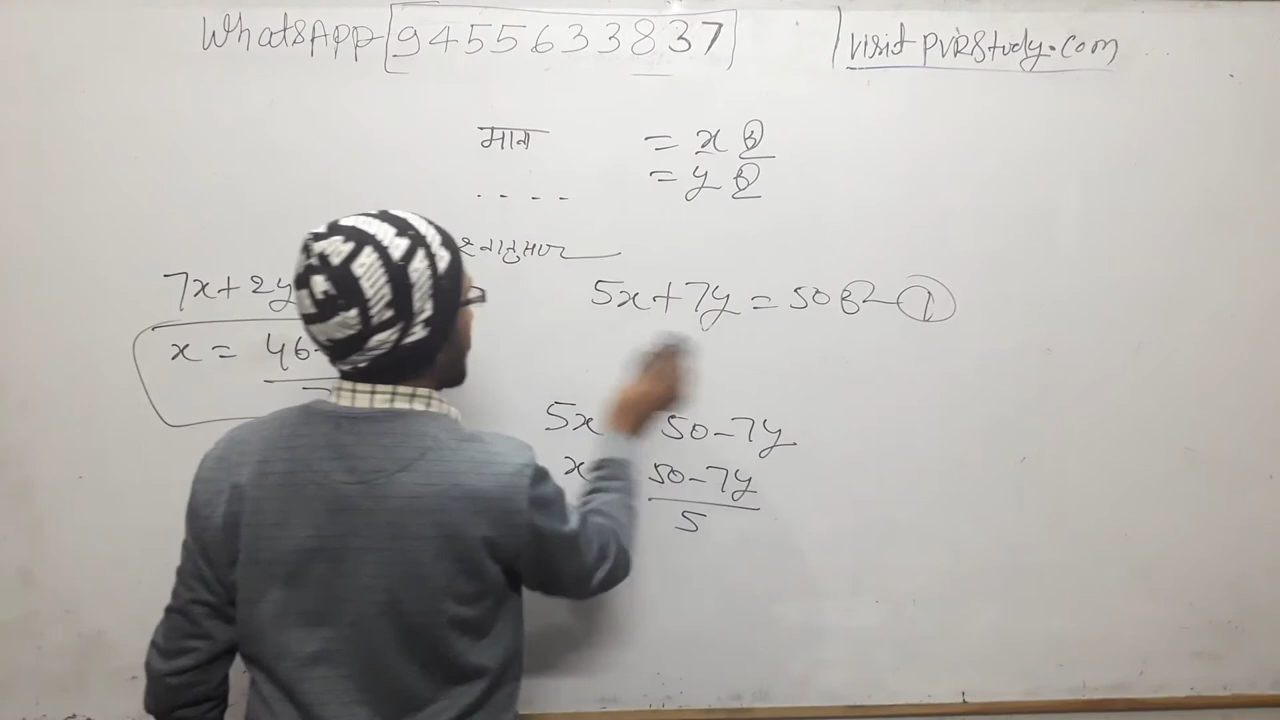 WhatsApp 9455633837
visit PVRStudy.com
माना = x
= y
....
7x+2y
5x+7y = 50 ①
x = 46-
5x 50-7y
x 50-7y
5